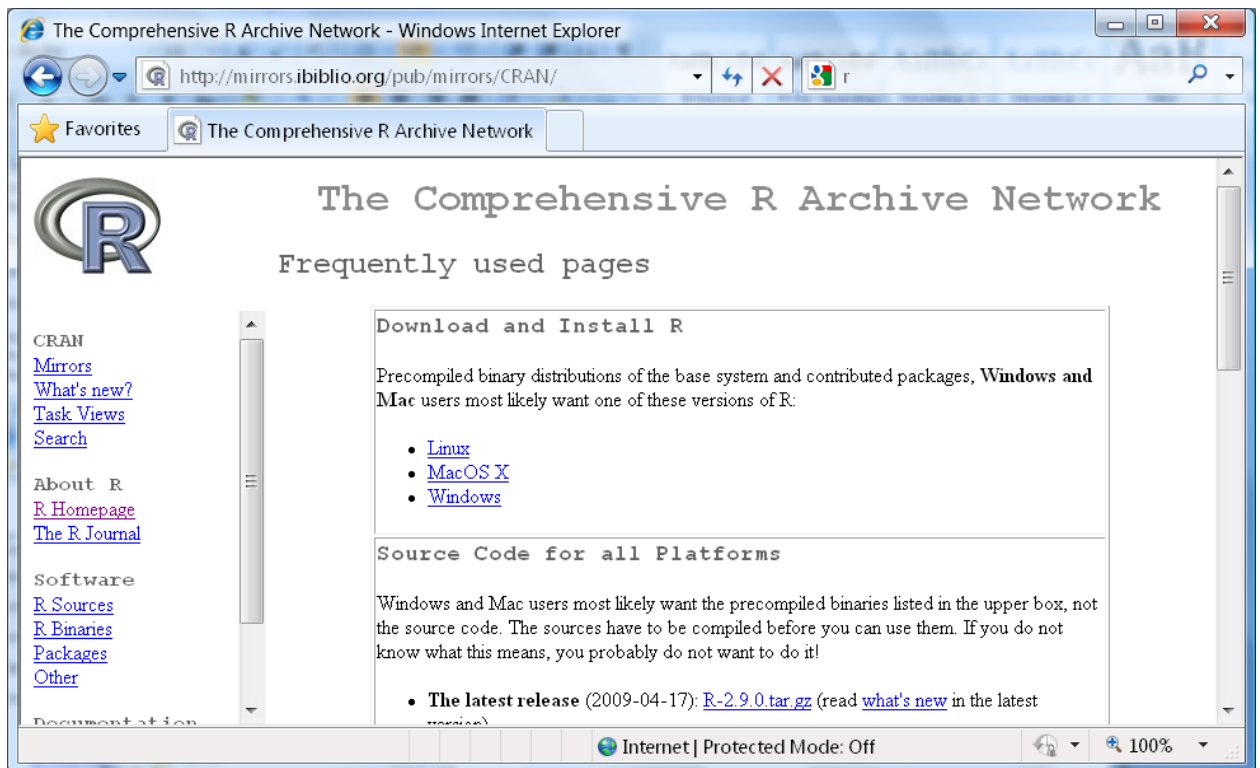 The Comprehensive R Archive Network - Windows Internet Explorer
http://mirrors.ibiblio.org/pub/mirrors/CRAN/
r
Favorites
The Comprehensive R Archive Network
R
The Comprehensive R Archive Network
Frequently used pages
CRAN
Mirrors
What's new?
Task Views
Search
About R
R Homepage
The R Journal
Software
R Sources
R Binaries
Packages
Other
Documentation
Download and Install R
Precompiled binary distributions of the base system and contributed packages, Windows and
Mac users most likely want one of these versions of R:
• Linux
• MacOS X
• Windows
Source Code for all Platforms
Windows and Mac users most likely want the precompiled binaries listed in the upper box, not
the source code. The sources have to be compiled before you can use them. If you do not
know what this means, you probably do not want to do it!
• The latest release (2009-04-17): R-2.9.0.tar.gz (read what's new in the latest
version)
Internet | Protected Mode: Off
100%